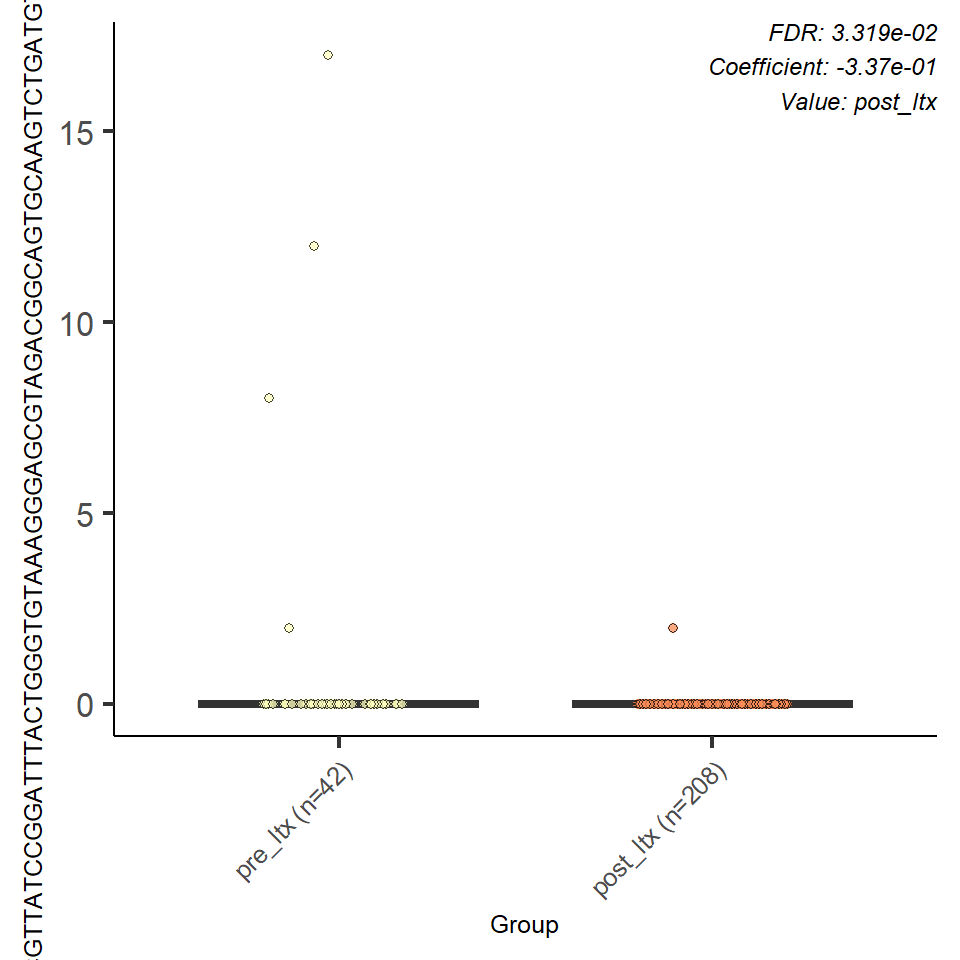 FDR: 3.319e-02
Coefficient: -3.37e-01
Value: post_ltx
GTTATCCGGATTTACTGGGTGTAAAGGGAGCGTAGACGGCAGTGCAAGTCTGATG
15
10
5
0
pre_ltx (n=42)
post_ltx (n=208)
Group